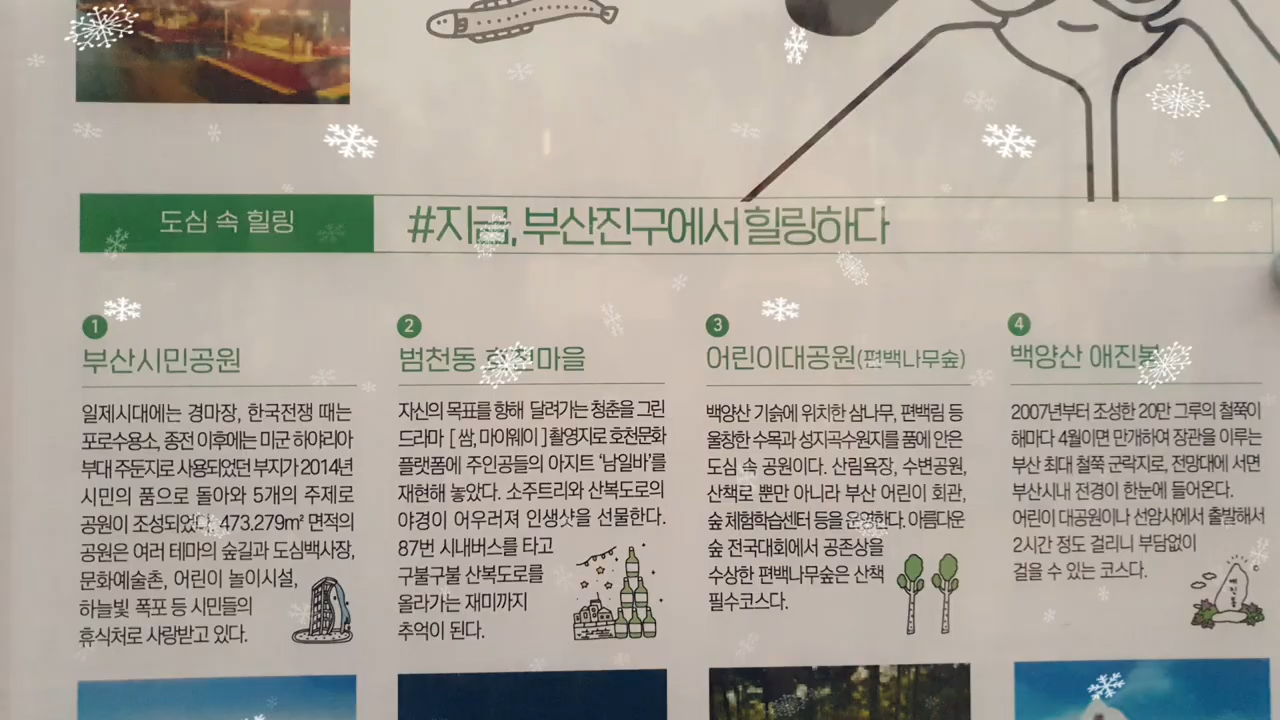 도심 속 힐링
#지금, 부산진구에서 힐링하다
1
부산시민공원
일제시대에는 경마장, 한국전쟁 때는
포로수용소, 종전 이후에는 미군 하야리아
부대 주둔지로 사용되었던 부지가 2014년
시민의 품으로 돌아와 5개의 주제로
공원이 조성되었다. 473.279㎡ 면적의
공원은 여러 테마의 숲길과 도심백사장,
문화예술촌, 어린이 놀이시설,
하늘빛 폭포 등 시민들의
휴식처로 사랑받고 있다.
2
범천동 호천마을
자신의 목표를 향해 달려가는 청춘을 그린
드라마 [쌈, 마이웨이]촬영지로 호천문화
플랫폼에 주인공들의 아지트 ‘남일바’를
재현해 놓았다. 소주트리와 산복도로의
야경이 어우러져 인생샷을 선물한다.
87번 시내버스를 타고
구불구불 산복도로를
올라가는 재미까지
추억이 된다.
3
어린이대공원(편백나무숲)
백양산 기슭에 위치한 삼나무, 편백림 등
울창한 수목과 성지곡수원지를 품에 안은
도심 속 공원이다. 산림욕장, 수변공원,
산책로 뿐만 아니라 부산 어린이 회관,
숲 체험학습센터 등을 운영한다. 아름다운
숲 전국대회에서 공존상을
수상한 편백나무숲은 산책
필수코스다.
4
백양산 애진봉
2007년부터 조성한 20만 그루의 철쭉이
해마다 4월이면 만개하여 장관을 이루는
부산 최대 철쭉 군락지로, 전망대에 서면
부산시내 전경이 한눈에 들어온다.
어린이 대공원이나 선암사에서 출발해서
2시간 정도 걸리니 부담없이
걸을 수 있는 코스다.
애진봉